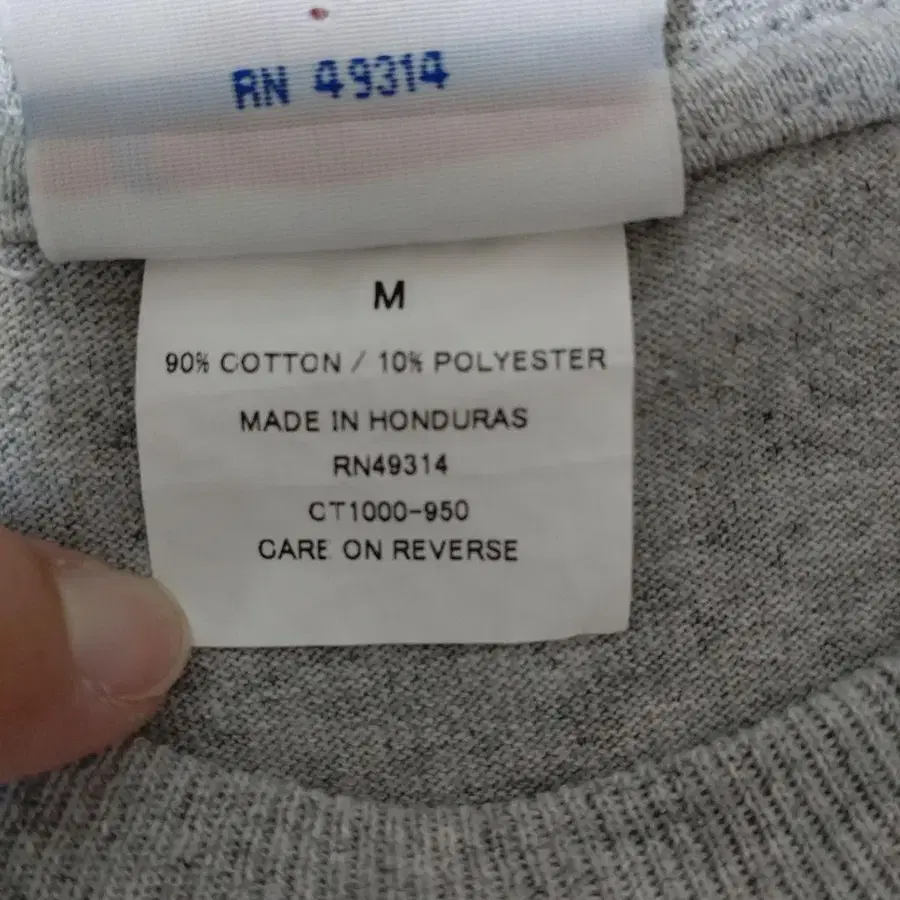 RN 49314
M
90% COTTON / 10% POLYESTER
MADE IN HONDURAS
RN49314
CT1000-950
CARE ON REVERSE